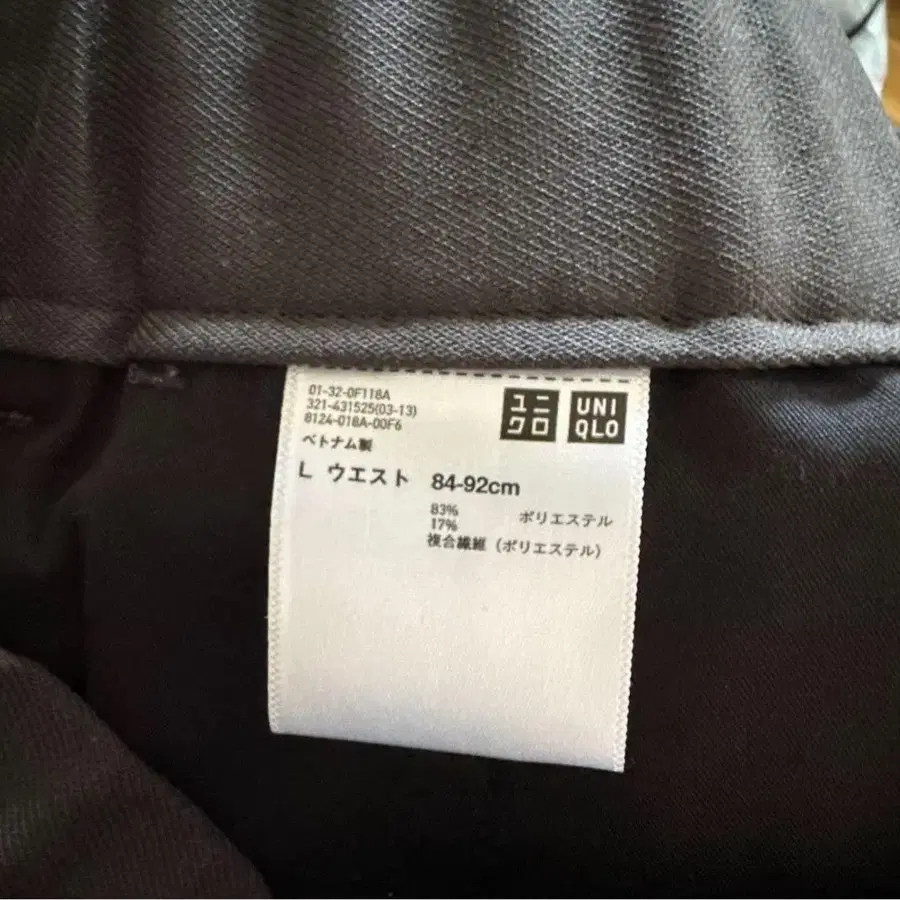 01-32-0F118A
321-431525(03-13)
8124-018A-00F6
ユニ
クロ
UNI
QLO
ベトナム製
L ウエスト 84-92cm
83% ポリエステル
17%
複合繊維(ポリエステル)